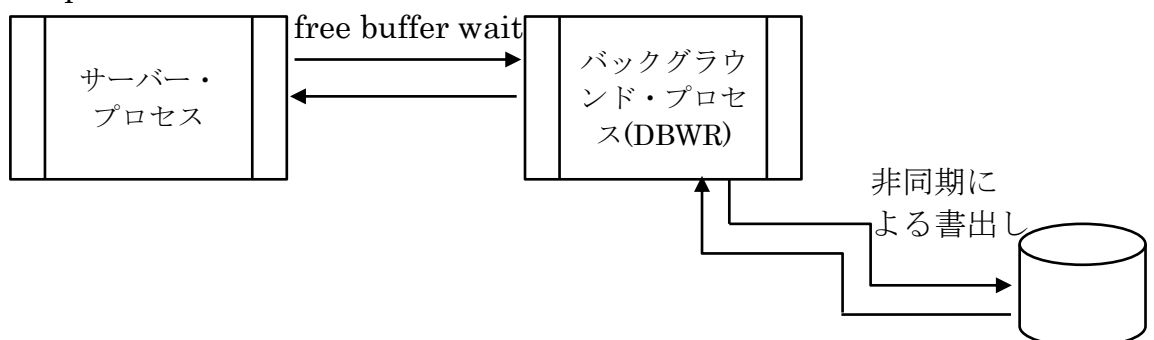 free buffer wait
サーバー・
プロセス
バックグラウ
ンド・プロセ
ス(DBWR)
非同期に
よる書出し